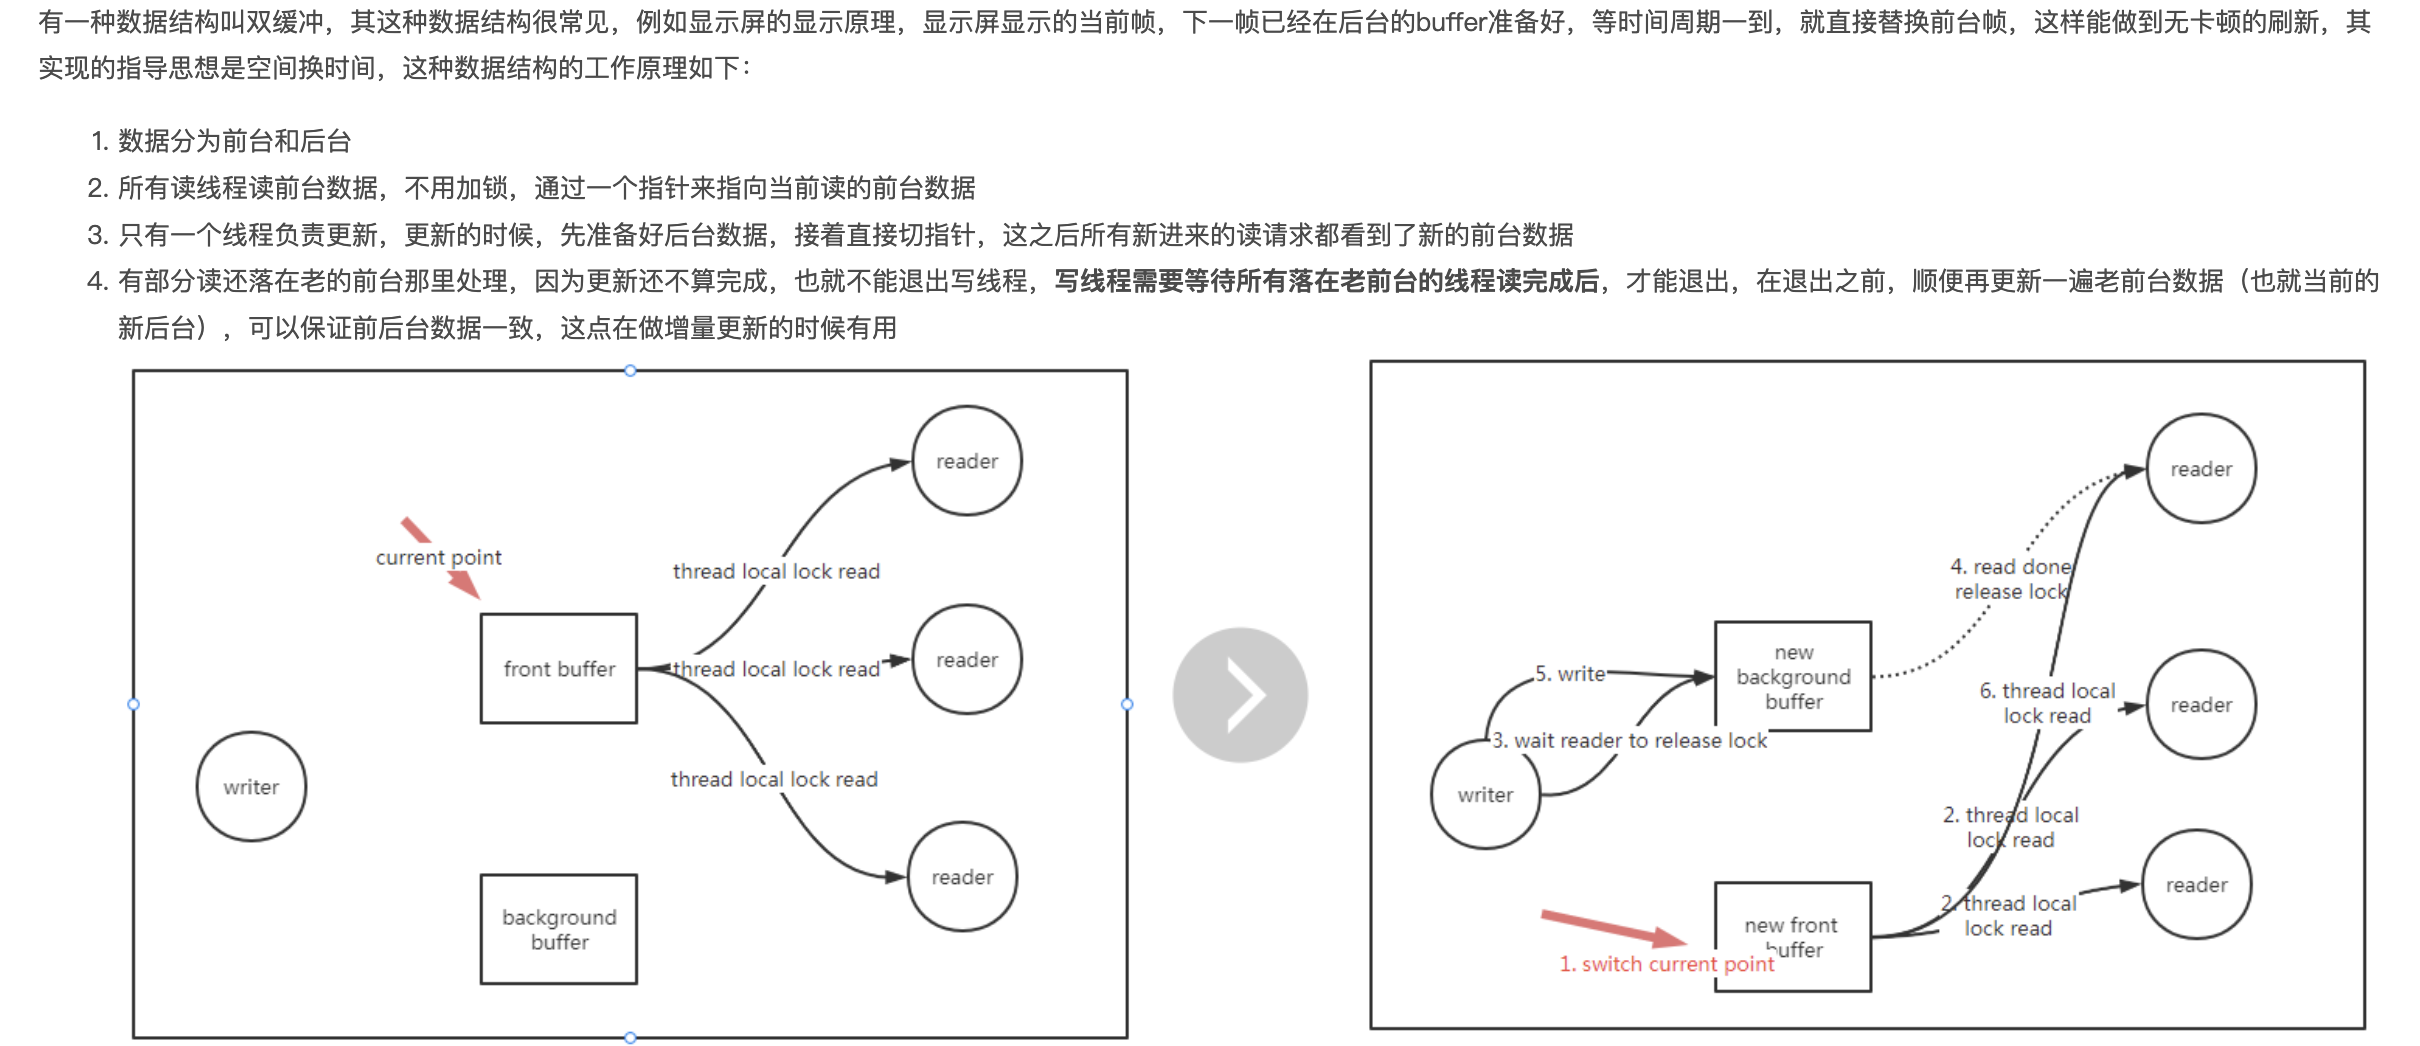 有一种数据结构叫双缓冲，其这种数据结构很常见，例如显示屏的显示原理，显示屏显示的当前帧，下一帧已经在后台的buffer准备好，等时间周期一到，就直接替换前台帧，这样能做到无卡顿的刷新，其
实现的指导思想是空间换时间，这种数据结构的工作原理如下：
1. 数据分为前台和后台
2. 所有读线程读前台数据，不用加锁，通过一个指针来指向当前读的前台数据
3. 只有一个线程负责更新，更新的时候，先准备好后台数据，接着直接切指针，这之后所有新进来的读请求都看到了新的前台数据
4. 有部分读还落在老的前台那里处理，因为更新还不算完成，也就不能退出写线程，写线程需要等待所有落在老前台的线程读完成后，才能退出，在退出之前，顺便再更新一遍老前台数据（也就当前的
新后台），可以保证前后台数据一致，这点在做增量更新的时候有用
reader
current point
thread local lock read
front buffer
thread local lock read
reader
thread local lock read
writer
reader
background
buffer
reader
4. read done
release lock
new
background
buffer
5. write
6. thread local
lock read
reader
3. wait reader to release lock
writer
2. thread local
lock read
reader
2. thread local
lock read
new front
buffer
1. switch current point